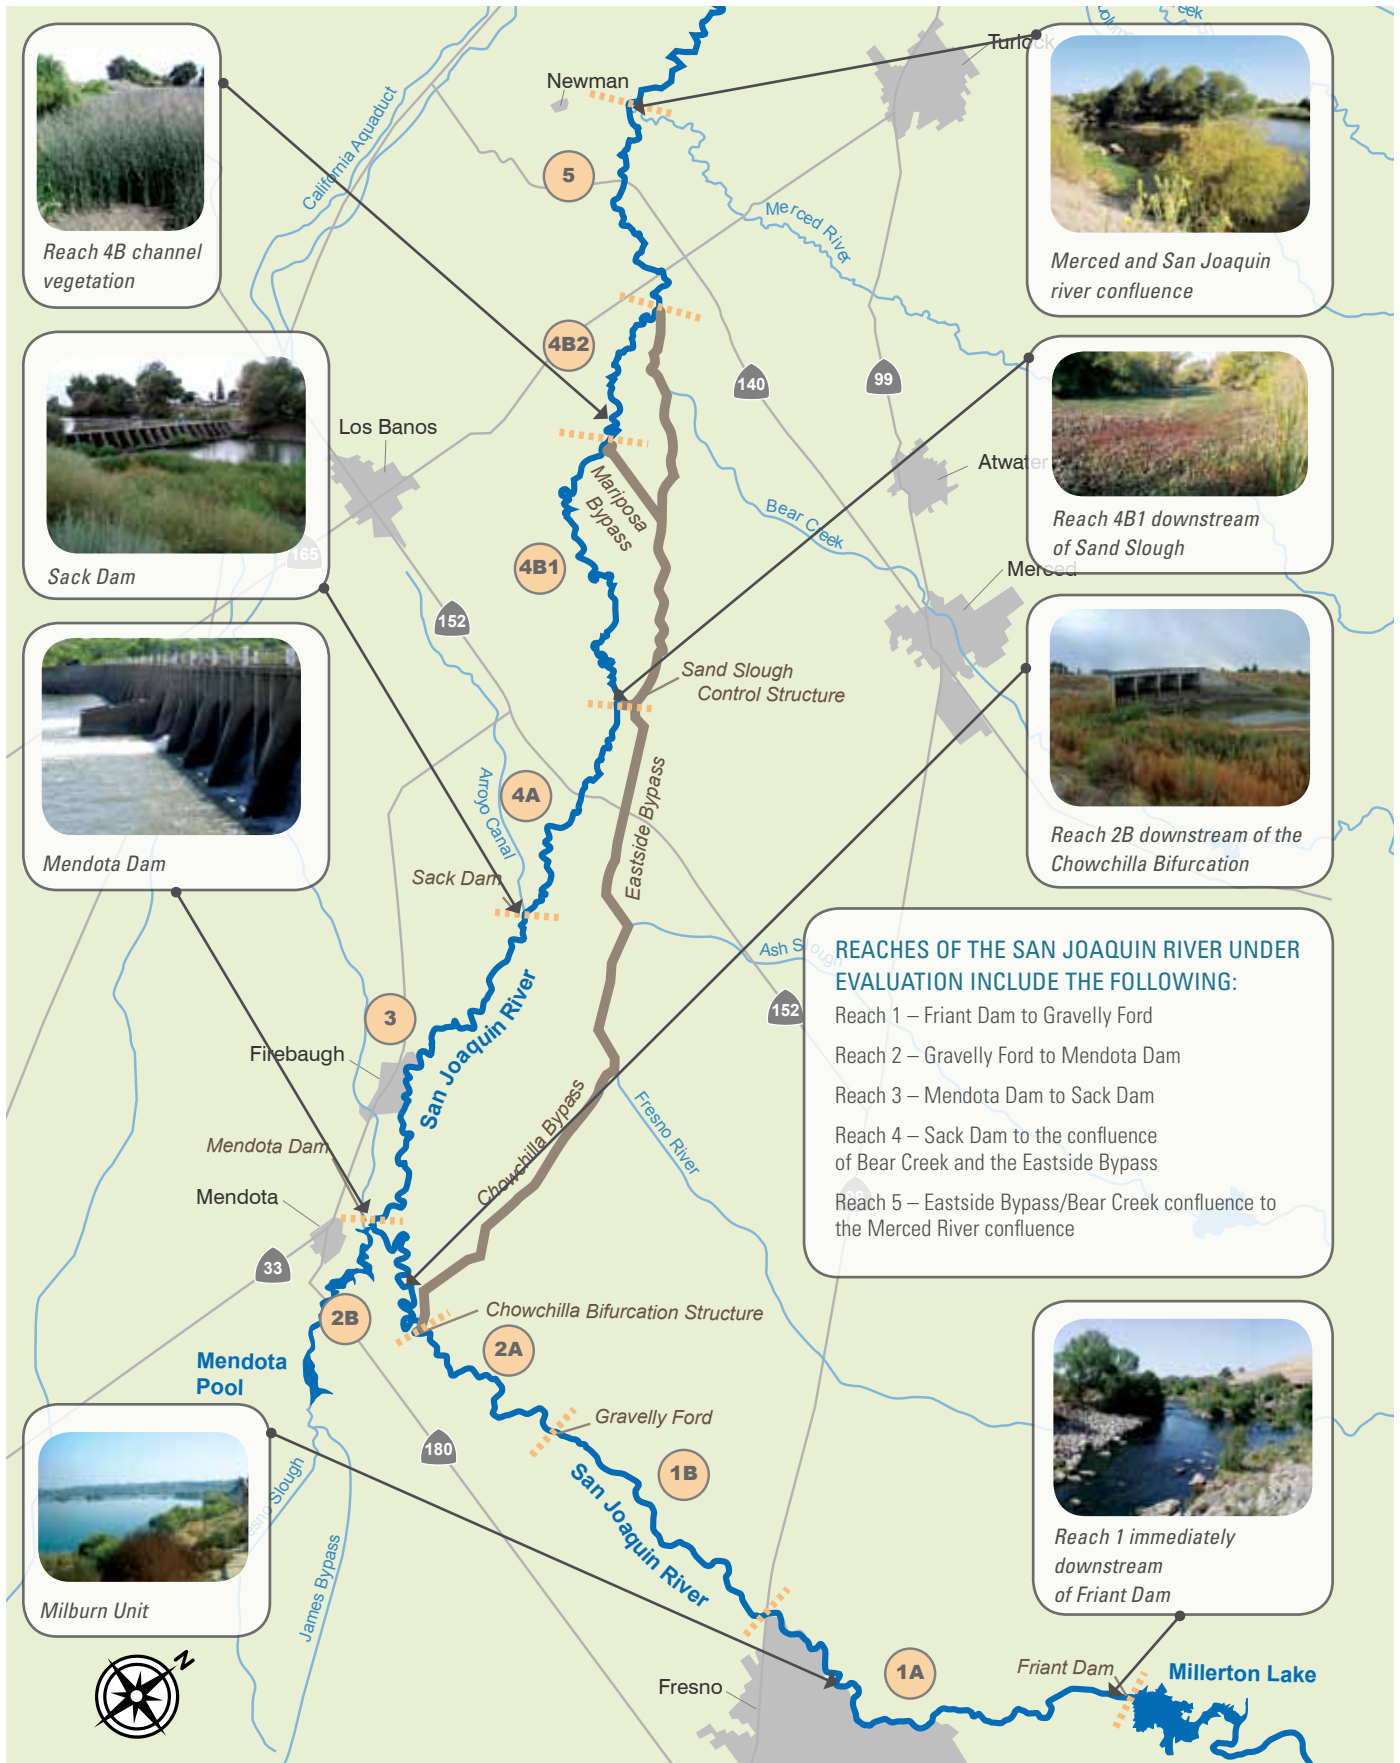 Reach 4B channel
vegetation
Newman
Turlock
California Aquaduct
5
Merced River
Merced and San Joaquin
river confluence
4B2
140
99
Sack Dam
Los Banos
165
Mariposa
Bypass
Atwater
Bear Creek
Reach 4B1 downstream
of Sand Slough
4B1
Merced
152
Sand Slough
Control Structure
Mendota Dam
Reach 2B downstream of the
Chowchilla Bifurcation
4A
Arroyo Canal
Eastside Bypass
Sack Dam
Ash Slough
152
REACHES OF THE SAN JOAQUIN RIVER UNDER
EVALUATION INCLUDE THE FOLLOWING:
Reach 1 – Friant Dam to Gravelly Ford
Reach 2 – Gravelly Ford to Mendota Dam
Reach 3 – Mendota Dam to Sack Dam
Reach 4 – Sack Dam to the confluence
of Bear Creek and the Eastside Bypass
Reach 5 – Eastside Bypass/Bear Creek confluence to
the Merced River confluence
3
Firebaugh
San Joaquin River
Chowchilla Bypass
Fresno River
Mendota Dam
Mendota
33
2B
Chowchilla Bifurcation Structure
2A
Mendota
Pool
Gravelly Ford
180
1B
San Joaquin River
Slough
James Bypass
Milburn Unit
Reach 1 immediately
downstream
of Friant Dam
N
Fresno
1A
Friant Dam
Millerton Lake